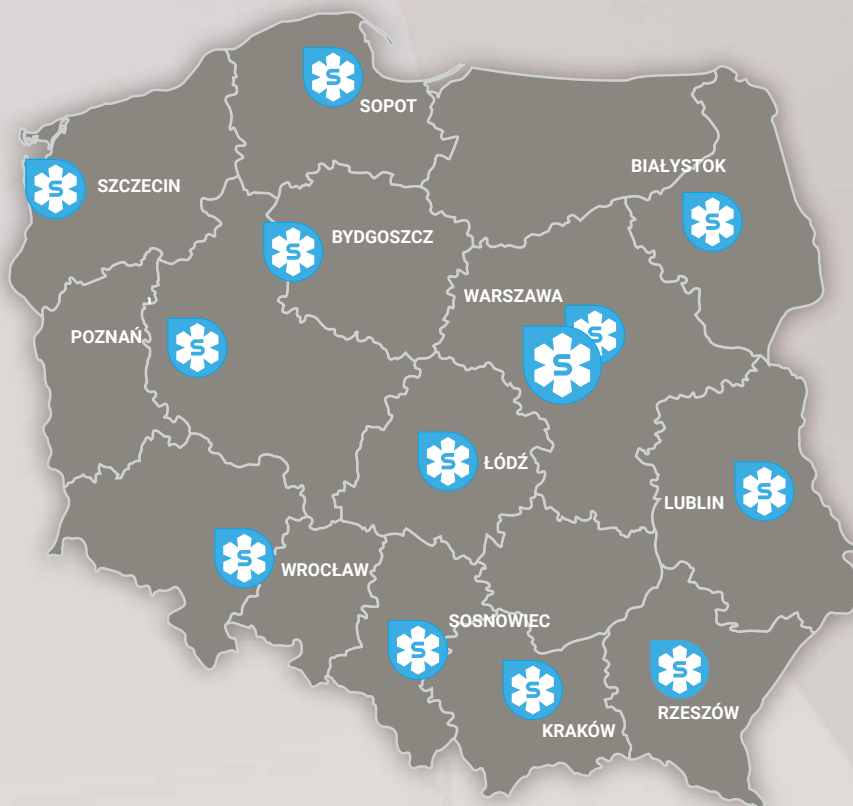 S
SOPOT
BIAŁYSTOK
S
SZCZECIN
S
BYDGOSZCZ
S
WARSZAWA
S
POZNAŃ
S
S
S
ŁÓDŹ
S
LUBLIN
S
WROCŁAW
S
SOSNOWIEC
S
RZESZÓW
S
KRAKÓW
S